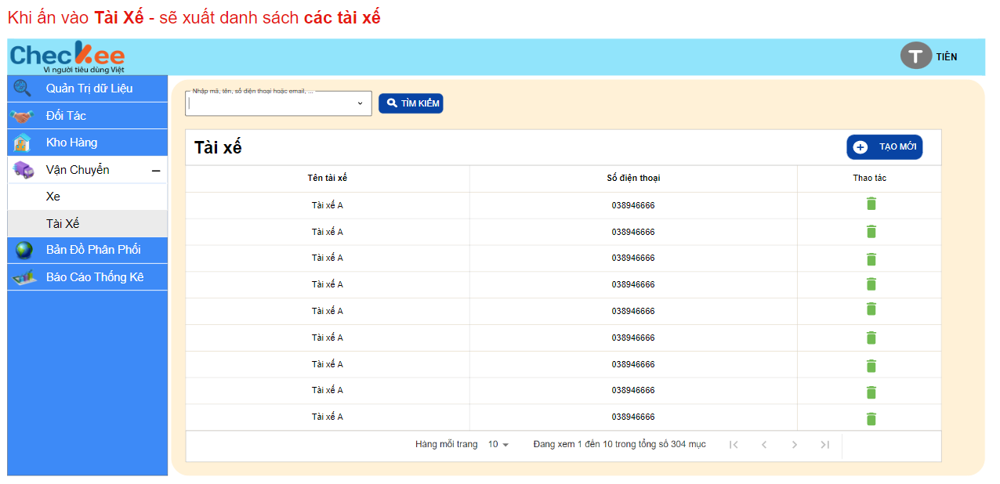 Khi ấn vào Tài Xế - sẽ xuất danh sách các tài xế
Checkee
Vì người tiêu dùng Việt
T TIÊN
Quản Trị dữ Liệu
Đối Tác
Kho Hàng
Vận Chuyển
Xe
Tài Xế
Bản Đồ Phân Phối
Báo Cáo Thống Kê
Nhập mã, tên, số điện thoại hoặc email, ...
TÌM KIẾM
Tài xế
TẠO MỚI
Tên tài xế Số điện thoại Thao tác
Tài xế A 038946666
Tài xế A 038946666
Tài xế A 038946666
Tài xế A 038946666
Tài xế A 038946666
Tài xế A 038946666
Tài xế A 038946666
Tài xế A 038946666
Tài xế A 038946666
Hàng mỗi trang 10 Đang xem 1 đến 10 trong tổng số 304 mục